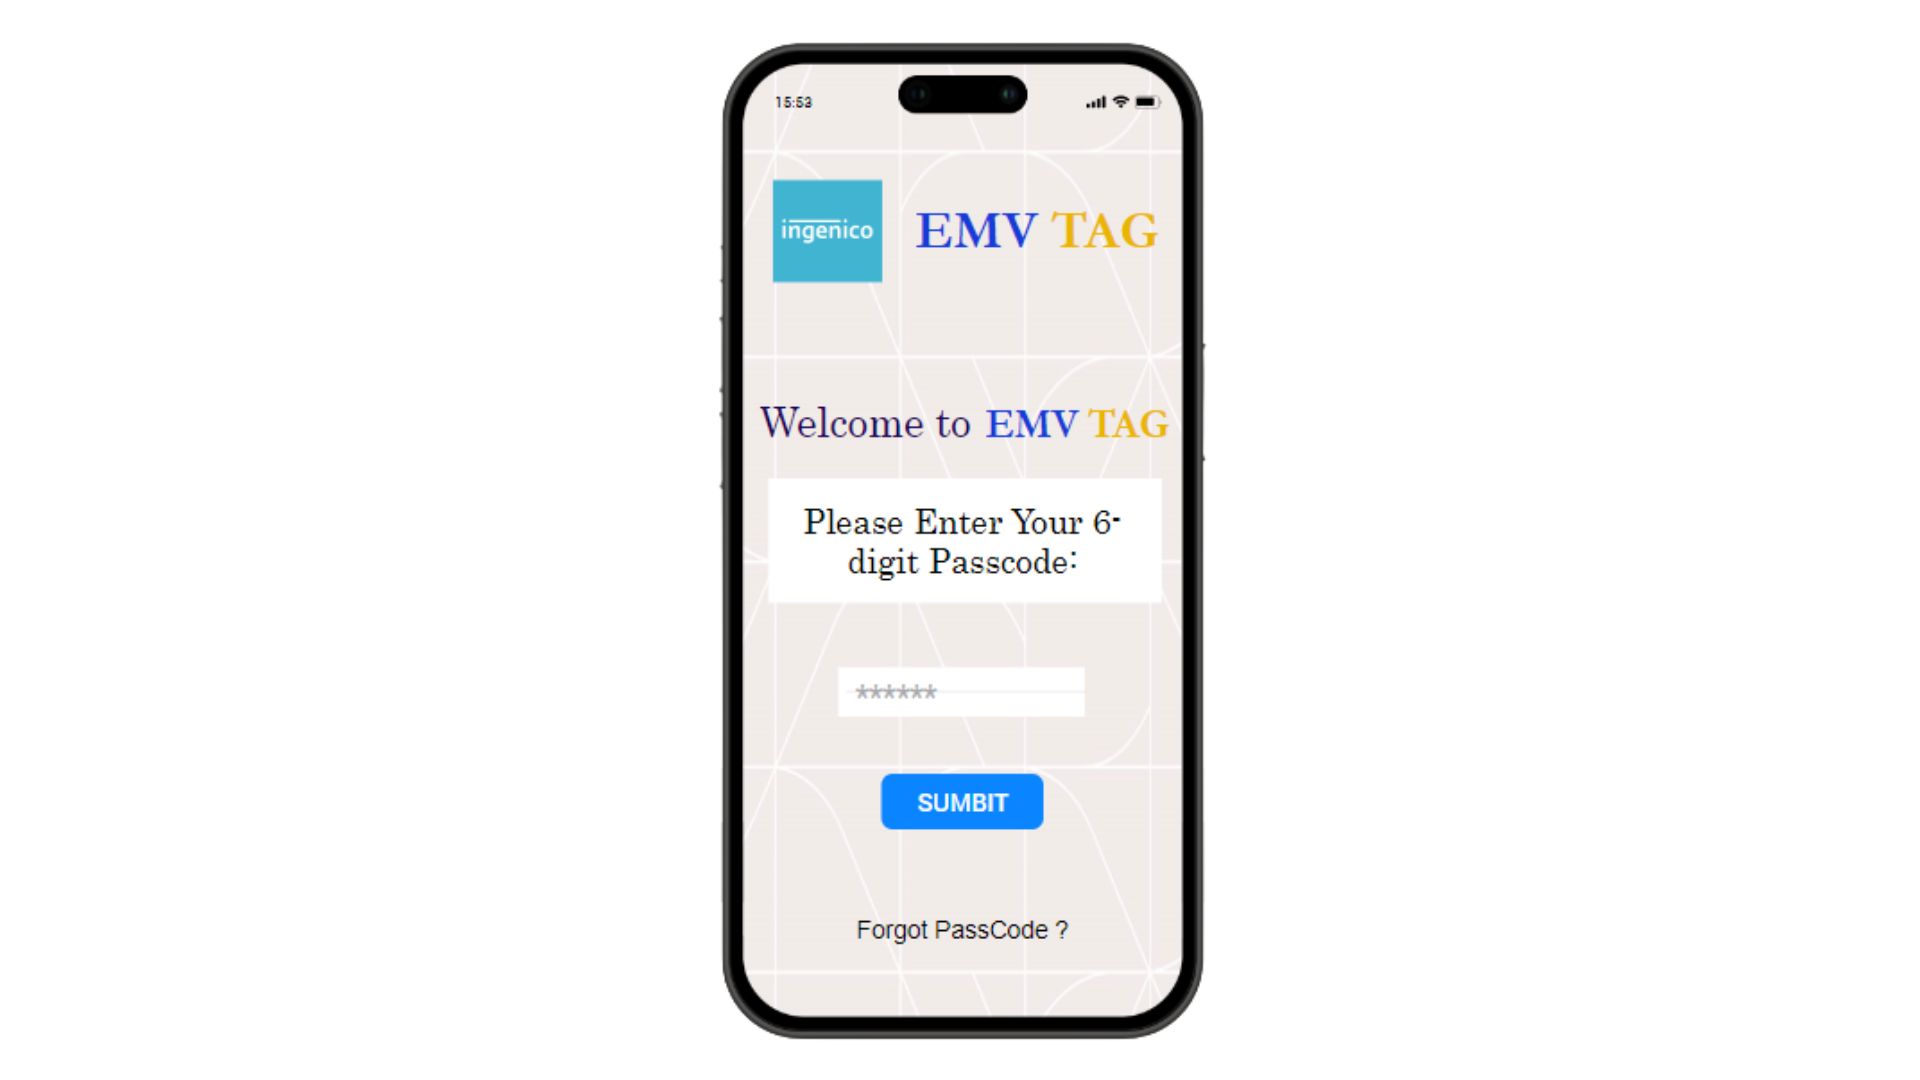 15:53
ingenico
EMV TAG
Welcome to EMV TAG
Please Enter Your 6-
digit Passcode:
******
SUMBIT
Forgot PassCode ?